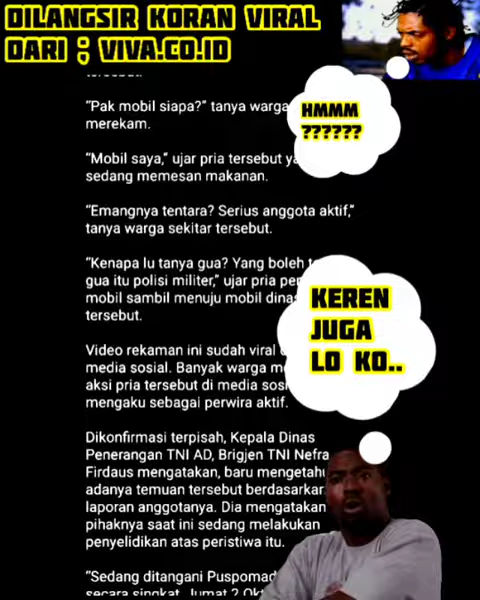 DILANGSIR KORAN VIRAL
DARI ; VIVA.CO.ID
"Pak mobil siapa?" tanya warga
merekam.
HMMM
??????
"Mobil saya," ujar pria tersebut
sedang memesan makanan.
"Emangnya tentara? Serius anggota aktif,"
tanya warga sekitar tersebut.
"Kenapa lu tanya gua? Yang boleh
gua itu polisi militer," ujar pria
mobil sambil menuju mobil
tersebut.
KEREN
JUGA
LO KO..
Video rekaman ini sudah viral
media sosial. Banyak warga
aksi pria tersebut di media
mengaku sebagai perwira aktif.
Dikonfirmasi terpisah, Kepala Dinas
Penerangan TNI AD, Brigjen TNI Nefra
Firdaus mengatakan, baru
adanya temuan tersebut
laporan anggotanya. Dia mengatakan
pihaknya saat ini sedang melakukan
penyelidikan atas peristiwa itu.
"Sedang ditangani Puspomad
secara singkat, Jumat 2